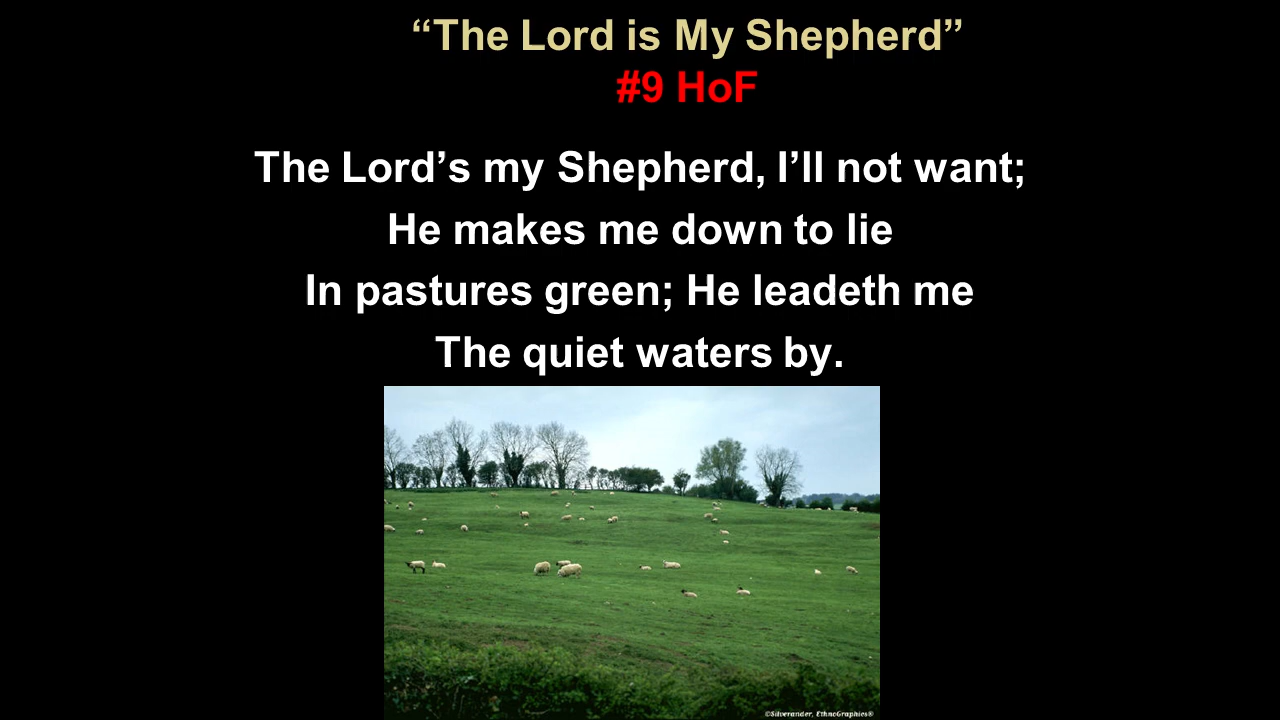 “The Lord is My Shepherd”
#9 HoF
The Lord’s my Shepherd, I’ll not want;
He makes me down to lie
In pastures green; He leadeth me
The quiet waters by.
©Silverander, EthnoGraphics®